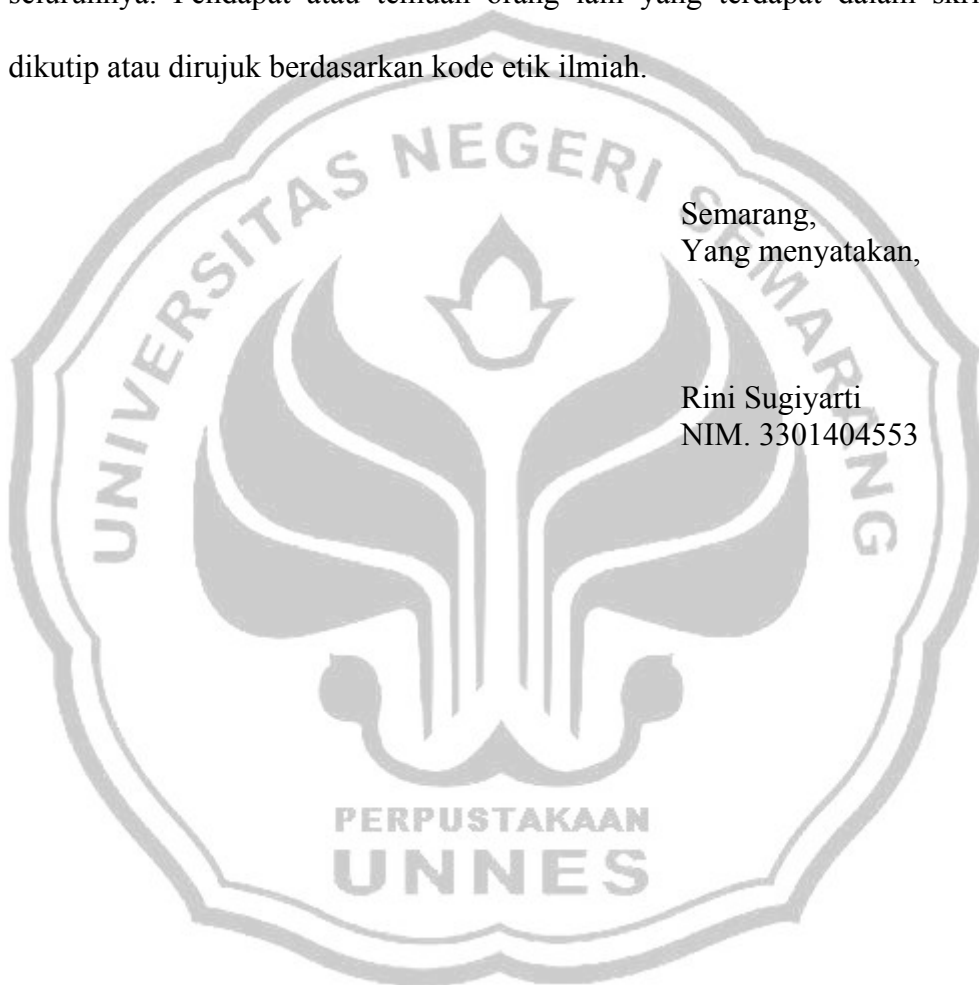 dikutip atau dirujuk berdasarkan kode etik ilmiah.
UNIVERSITAS NEGERI SEMARANG
Semarang,
Yang menyatakan,
Rini Sugiyarti
NIM. 3301404553
PERPUSTAKAAN
UNNES